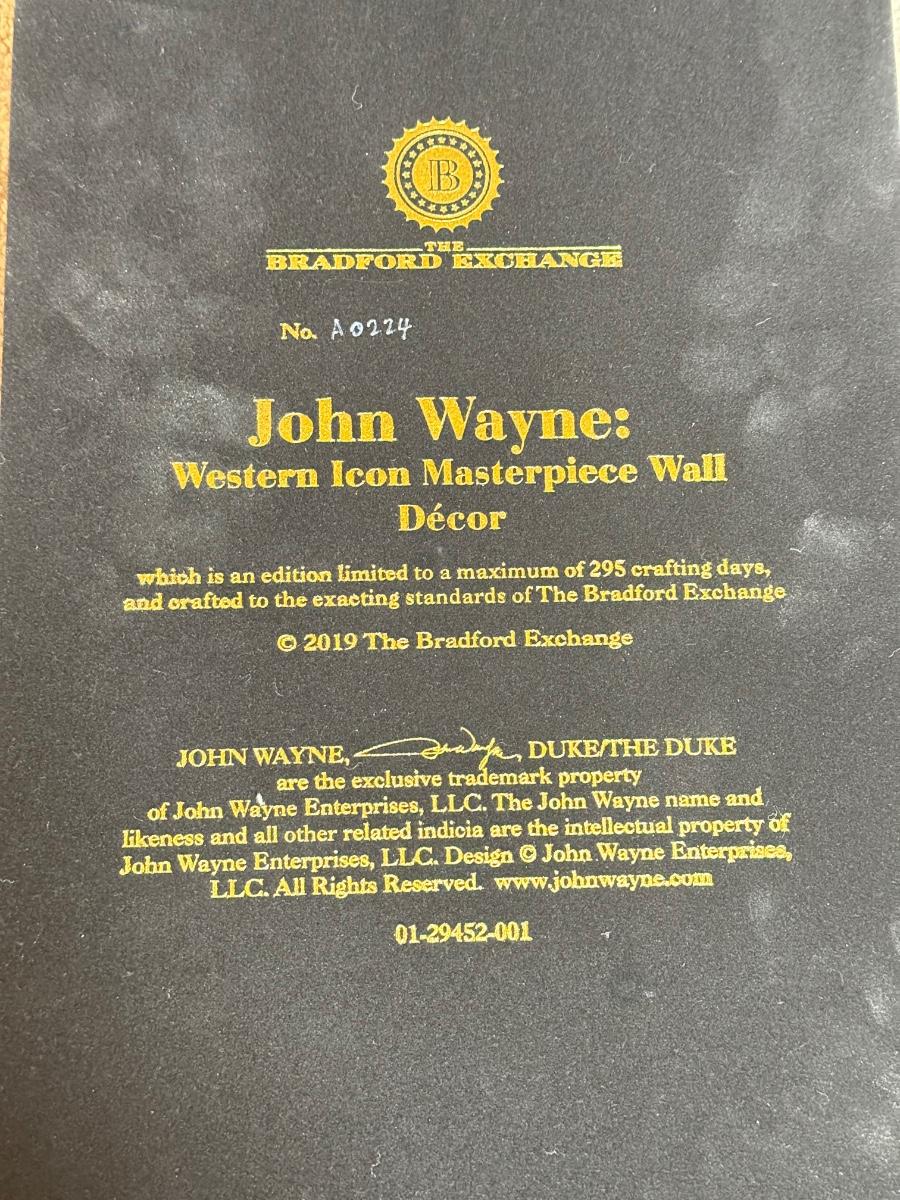 B
THE
BRADFORD EXCHANGE
No. A0224
John Wayne:
Western Icon Masterpiece Wall
Décor
which is an edition limited to a maximum of 295 crafting days,
and crafted to the exacting standards of The Bradford Exchange
© 2019 The Bradford Exchange
JOHN WAYNE, John Wayne, DUKE/THE DUKE
are the exclusive trademark property
of John Wayne Enterprises, LLC. The John Wayne name and
likeness and all other related indicia are the intellectual property of
John Wayne Enterprises, LLC. Design © John Wayne Enterprises,
LLC. All Rights Reserved. www.johnwayne.com
01-29452-001